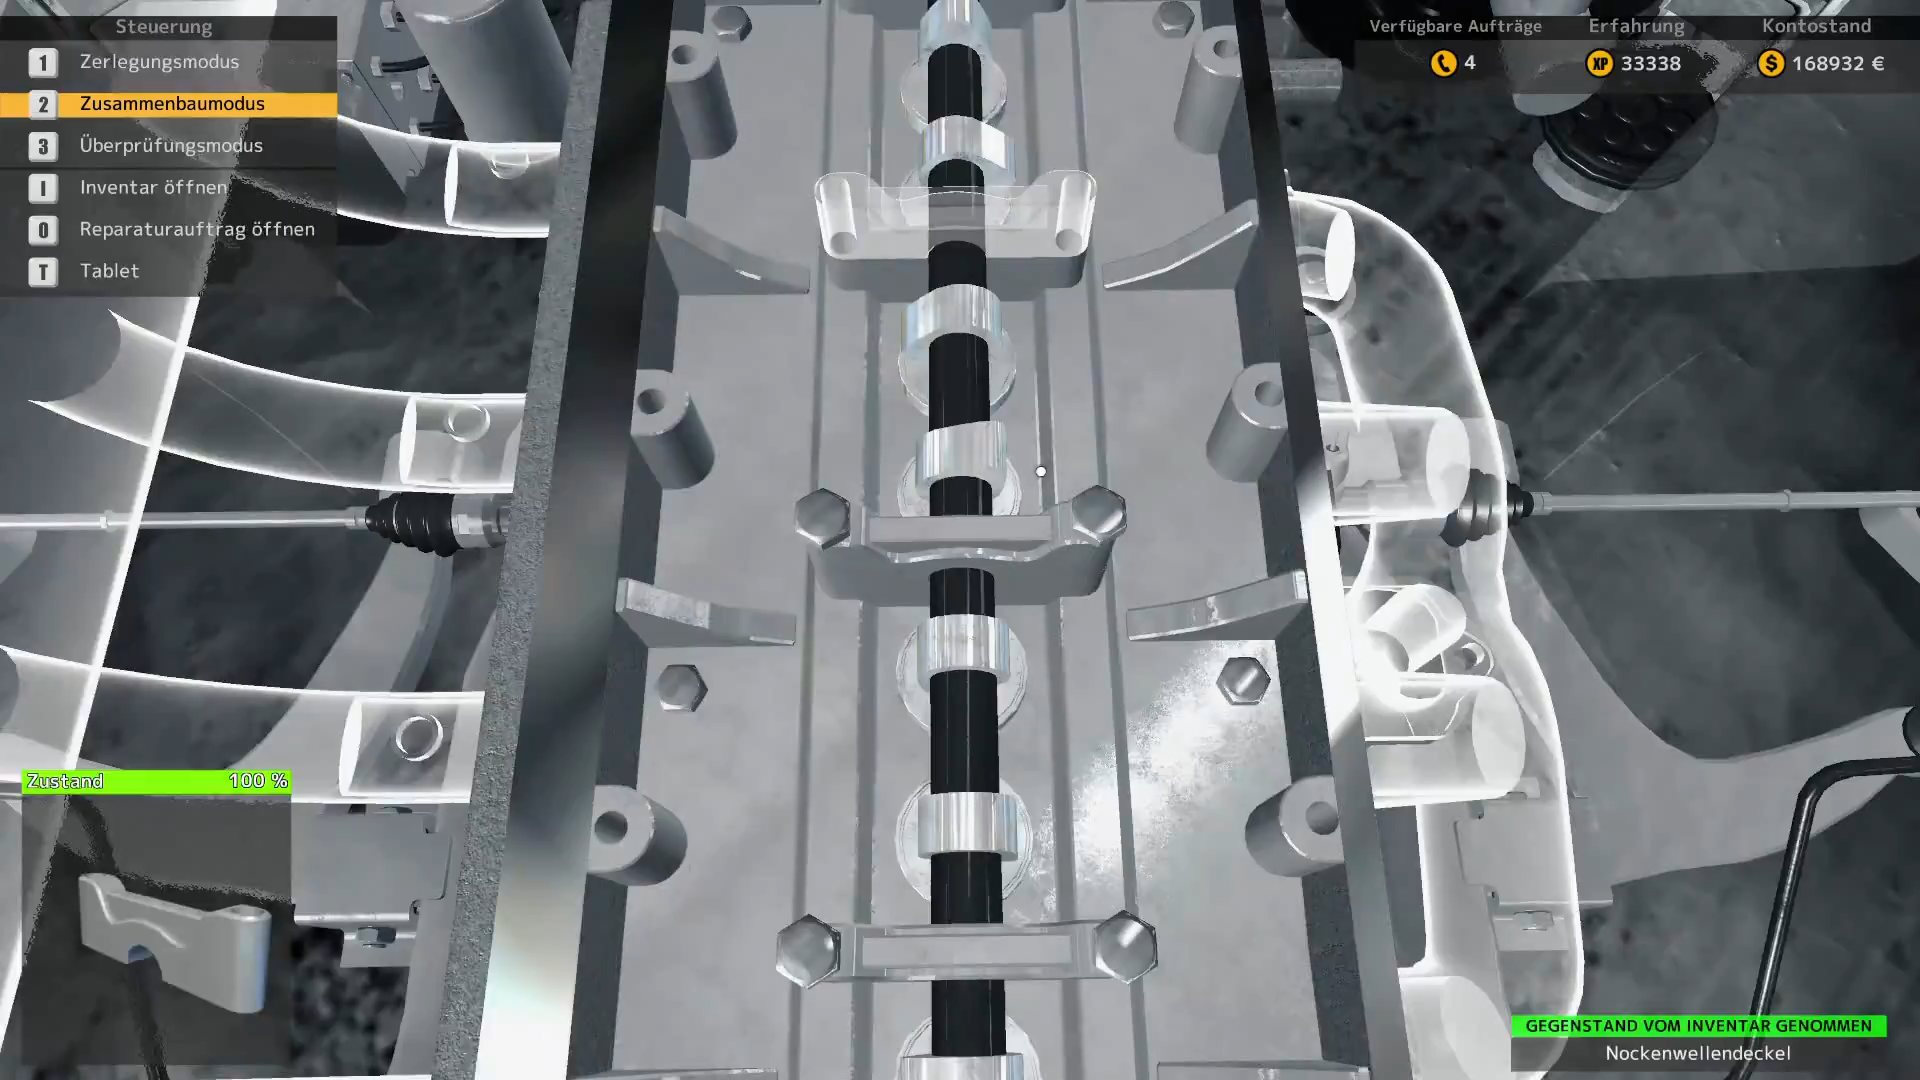 Steuerung
1 Zerlegungsmodus
2 Zusammenbaumodus
3 Überprüfungsmodus
I Inventar öffnen
O Reparaturauftrag öffnen
T Tablet
Verfügbare Aufträge Erfahrung Kontostand
4 XP 33338 $ 168932 €
Zustand 100 %
GEGENSTAND VOM INVENTAR GENOMMEN
Nockenwellendeckel